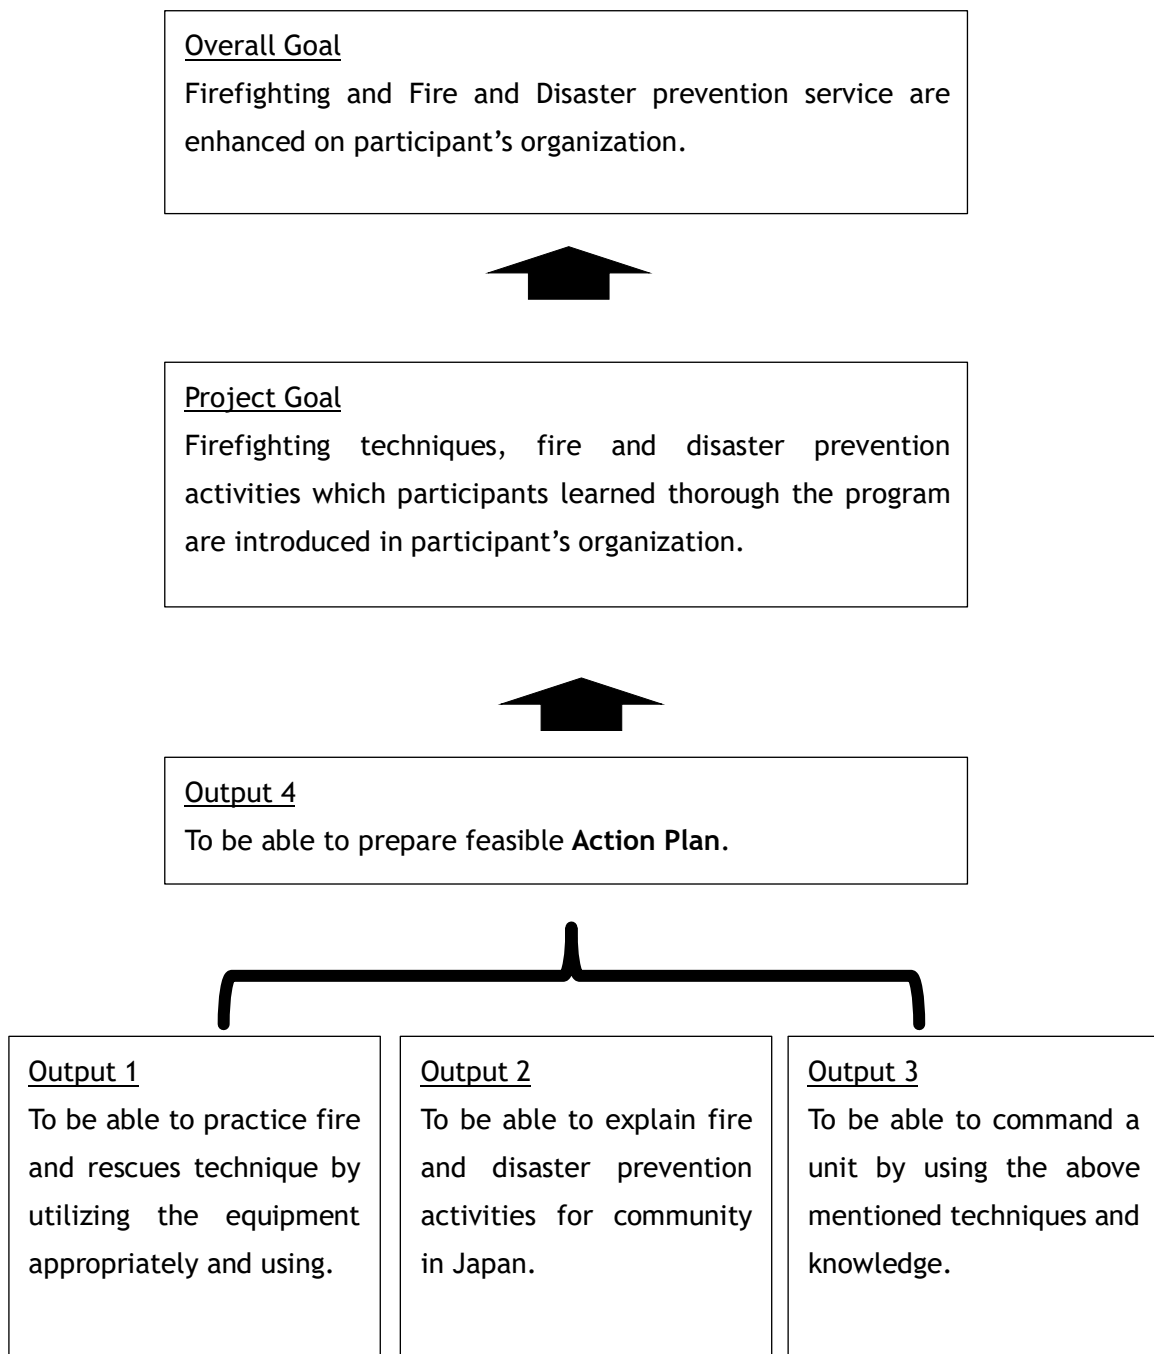 Overall Goal
Firefighting and Fire and Disaster prevention service are
enhanced on participant’s organization.
Project Goal
Firefighting techniques, fire and disaster prevention
activities which participants learned thorough the program
are introduced in participant’s organization.
Output 4
To be able to prepare feasible Action Plan.
Output 1
To be able to practice fire
and rescues technique by
utilizing the equipment
appropriately and using.
Output 2
To be able to explain fire
and disaster prevention
activities for community
in Japan.
Output 3
To be able to command a
unit by using the above
mentioned techniques and
knowledge.